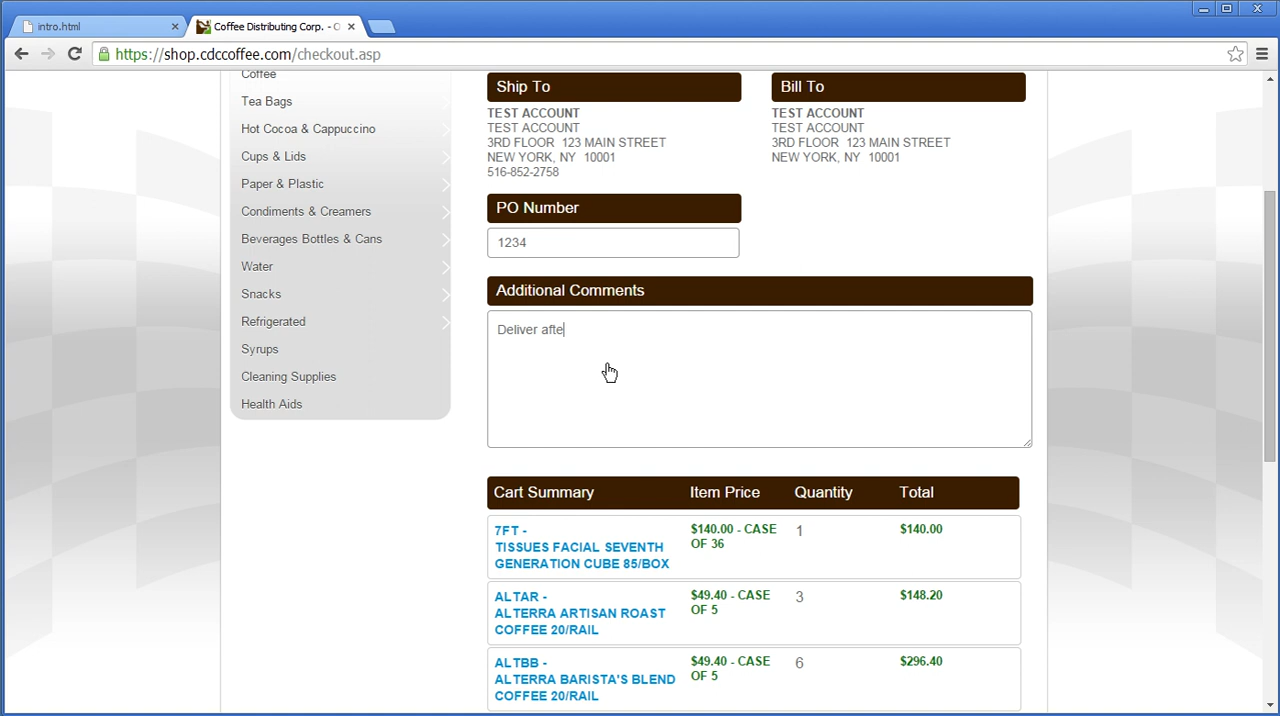 intro.html
Coffee Distributing Corp. - O
https://shop.cdccoffee.com/checkout.asp
Coffee
Tea Bags
Hot Cocoa & Cappuccino
Cups & Lids
Paper & Plastic
Condiments & Creamers
Beverages Bottles & Cans
Water
Snacks
Refrigerated
Syrups
Cleaning Supplies
Health Aids
Ship To
TEST ACCOUNT
TEST ACCOUNT
3RD FLOOR 123 MAIN STREET
NEW YORK, NY 10001
516-852-2758
Bill To
TEST ACCOUNT
TEST ACCOUNT
3RD FLOOR 123 MAIN STREET
NEW YORK, NY 10001
PO Number
1234
Additional Comments
Deliver afte
Cart Summary Item Price Quantity Total
7FT -
TISSUES FACIAL SEVENTH
GENERATION CUBE 85/BOX
$140.00 - CASE
OF 36
1
$140.00
ALTAR -
ALTERRA ARTISAN ROAST
COFFEE 20/RAIL
$49.40 - CASE
OF 5
3
$148.20
ALTBB -
ALTERRA BARISTA'S BLEND
COFFEE 20/RAIL
$49.40 - CASE
OF 5
6
$296.40